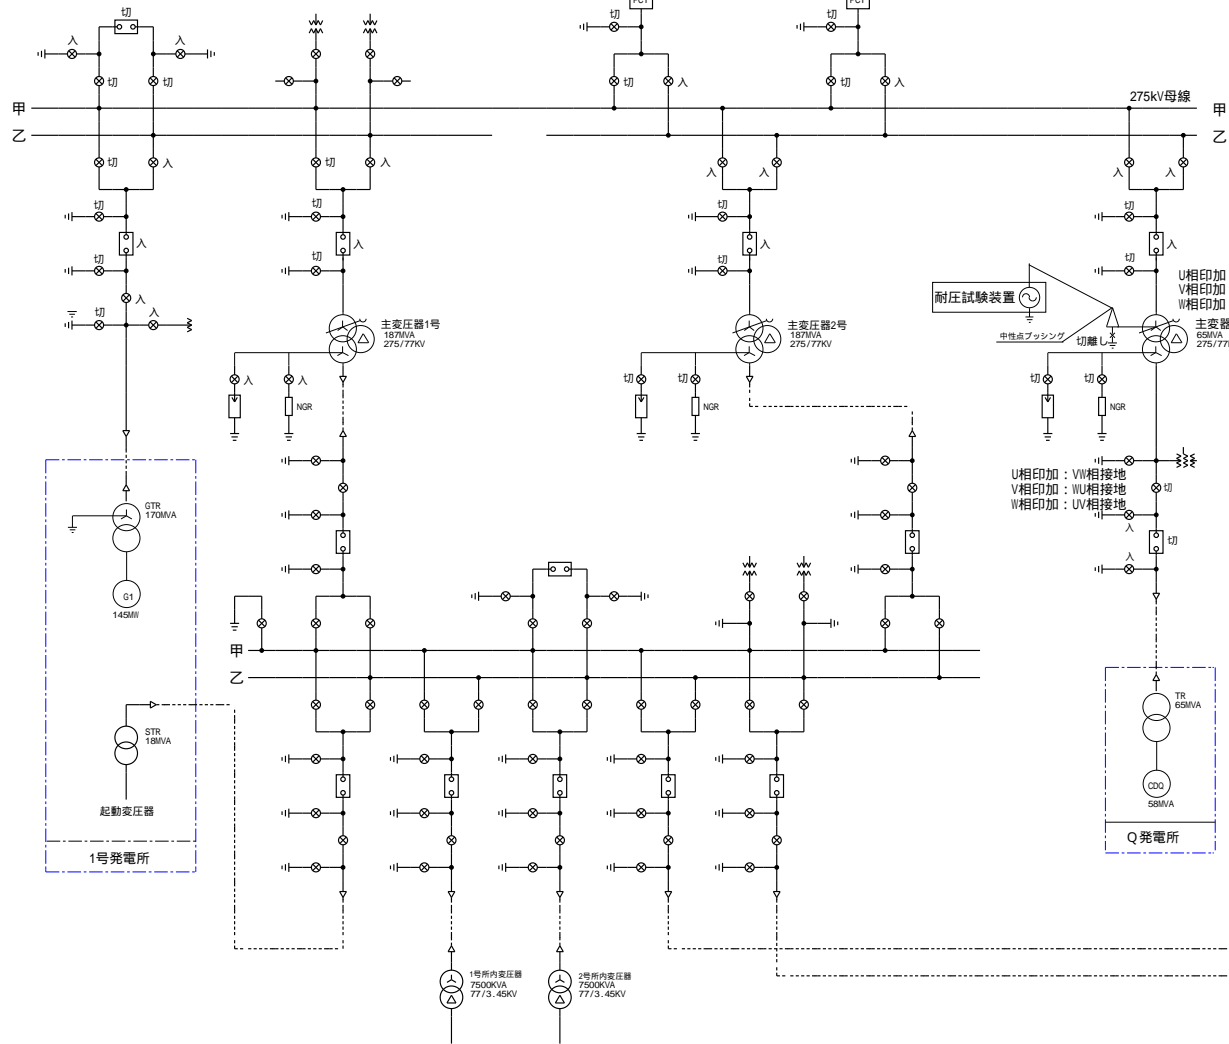 切
切
PCT
切
PCT
入
入
切
切
切
入
切
入
275kV母線
甲
甲
乙
乙
切
入
切
入
入
入
入
入
切
切
切
切
入
入
入
入
切
切
切
切
入
切
入
U相印加
V相印加
W相印加
耐圧試験装置
主変圧器1号
187MVA
275/77KV
主変圧器2号
187MVA
275/77KV
中性点ブッシング
切離し
主変器
65MVA
入
入
切
切
切
切
NGR
NGR
NGR
U相印加：VW相接地
V相印加：WU相接地
W相印加：UV相接地
切
入
切
入
GTR
170MVA
G1
145MW
甲
乙
STR
18MVA
起動変圧器
1号発電所
TR
65MVA
CDQ
58MVA
Q発電所
1号所内変圧器
7500KVA
77/3.45KV
2号所内変圧器
7500KVA
77/3.45KV